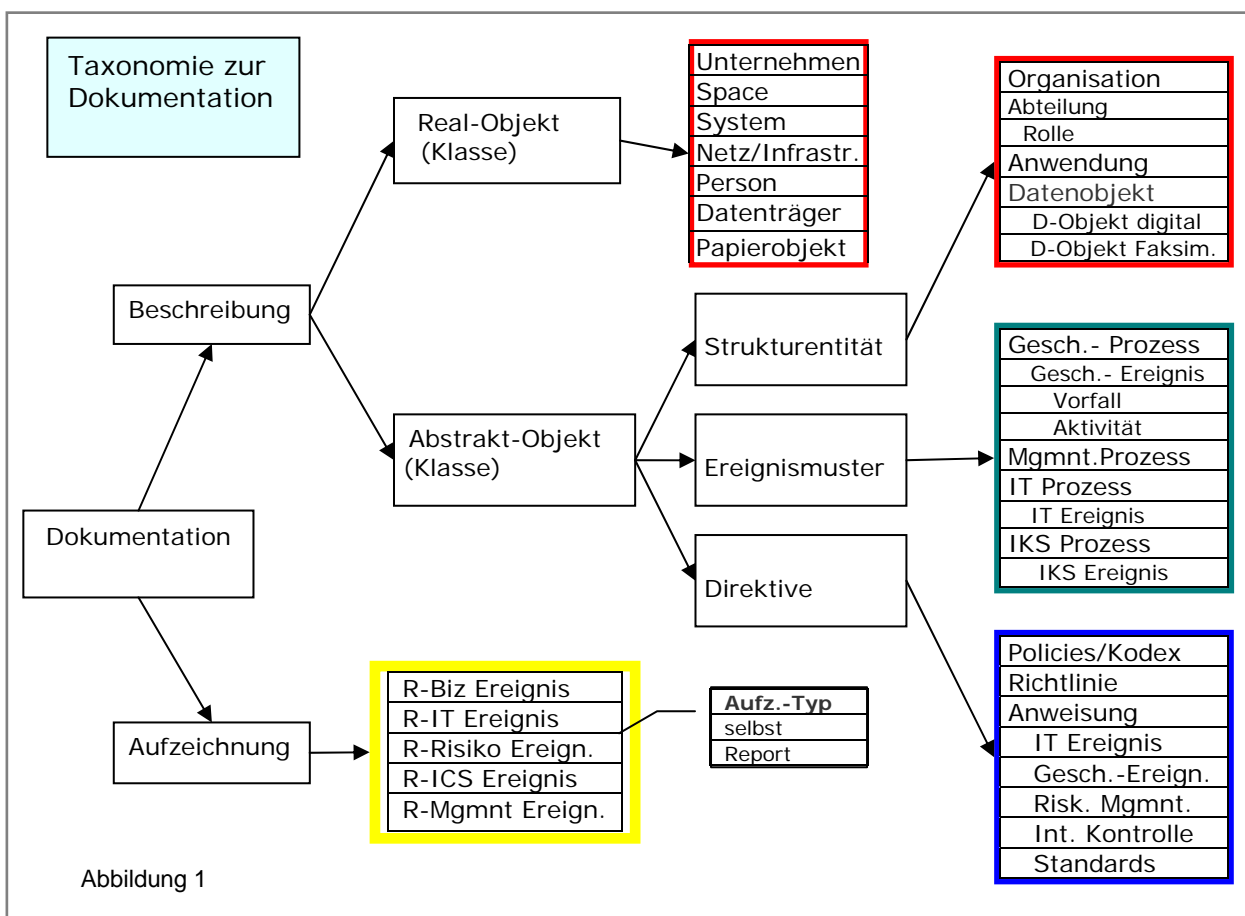 Taxonomie zur
Dokumentation
Real-Objekt
(Klasse)
Unternehmen
Space
System
Netz/Infrastr.
Person
Datenträger
Papierobjekt
Organisation
Abteilung
Rolle
Anwendung
Datenobjekt
D-Objekt digital
D-Objekt Faksim.
Beschreibung
Strukturentität
Abstrakt-Objekt
(Klasse)
Ereignismuster
Gesch.- Prozess
Gesch.- Ereignis
Vorfall
Aktivität
Mgmnt.Prozess
IT Prozess
IT Ereignis
IKS Prozess
IKS Ereignis
Dokumentation
Direktive
Policies/Kodex
Richtlinie
Anweisung
IT Ereignis
Gesch.-Ereign.
Risk. Mgmnt.
Int. Kontrolle
Standards
Aufzeichnung
R-Biz Ereignis
R-IT Ereignis
R-Risiko Ereign.
R-ICS Ereignis
R-Mgmnt Ereign.
Aufz.-Typ
selbst
Report
Abbildung 1